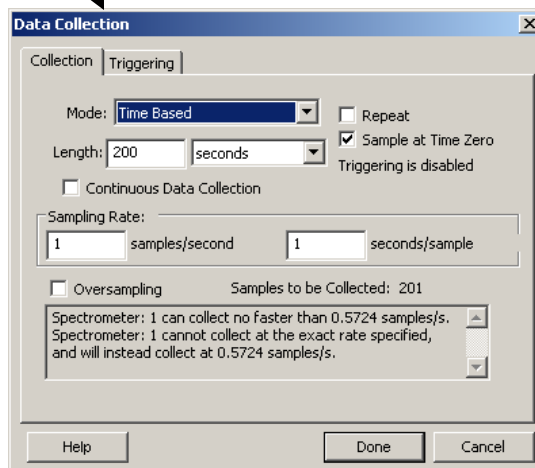 Data Collection
Collection Triggering
Mode: Time Based Repeat
Sample at Time Zero
Length: 200 seconds
Triggering is disabled
Continuous Data Collection
Sampling Rate:
1 samples/second 1 seconds/sample
Oversampling Samples to be Collected: 201
Spectrometer: 1 can collect no faster than 0.5724 samples/s.
Spectrometer: 1 cannot collect at the exact rate specified,
and will instead collect at 0.5724 samples/s.
Help Done Cancel